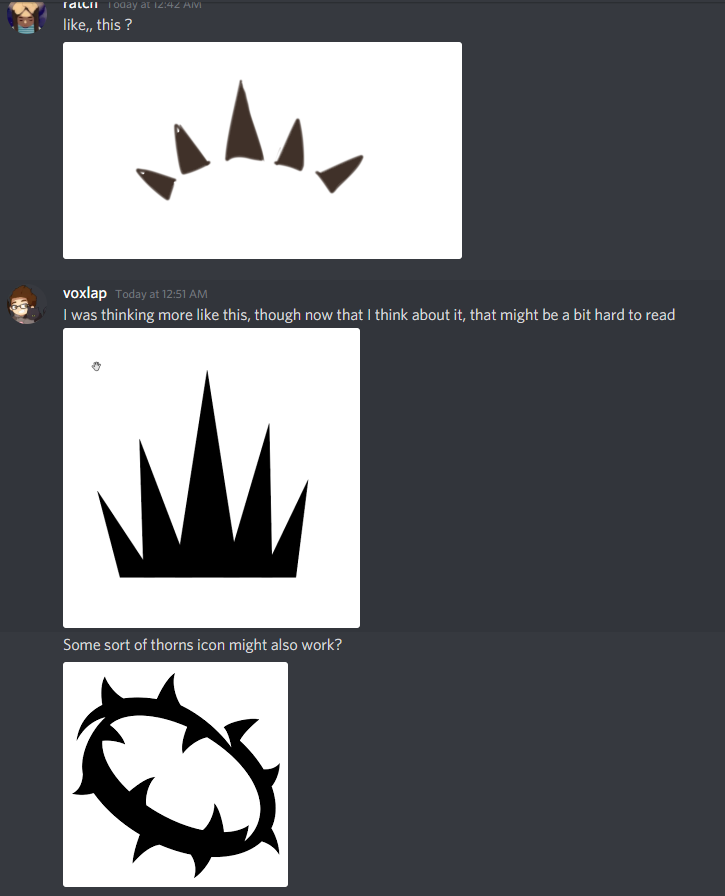 ratch Today at 12:42 AM
like,, this ?
voxlap Today at 12:51 AM
I was thinking more like this, though now that I think about it, that might be a bit hard to read
Some sort of thorns icon might also work?